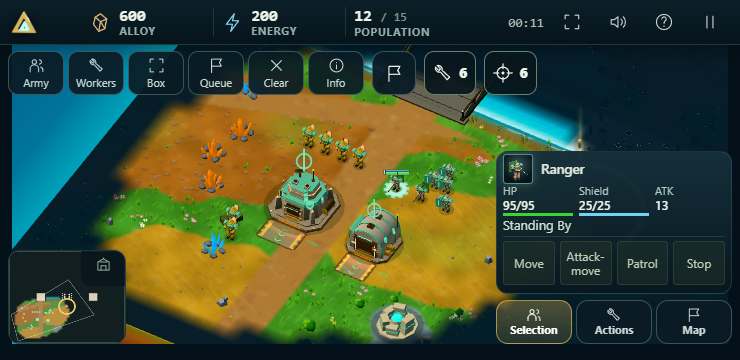 600
ALLOY
200
ENERGY
12 / 15
POPULATION
00:11
Army
Workers
Box
Queue
Clear
Info
6
6
Ranger
HP
Shield
ATK
95/95
25/25
13
Standing By
Move
Attack-
move
Patrol
Stop
Selection
Actions
Map